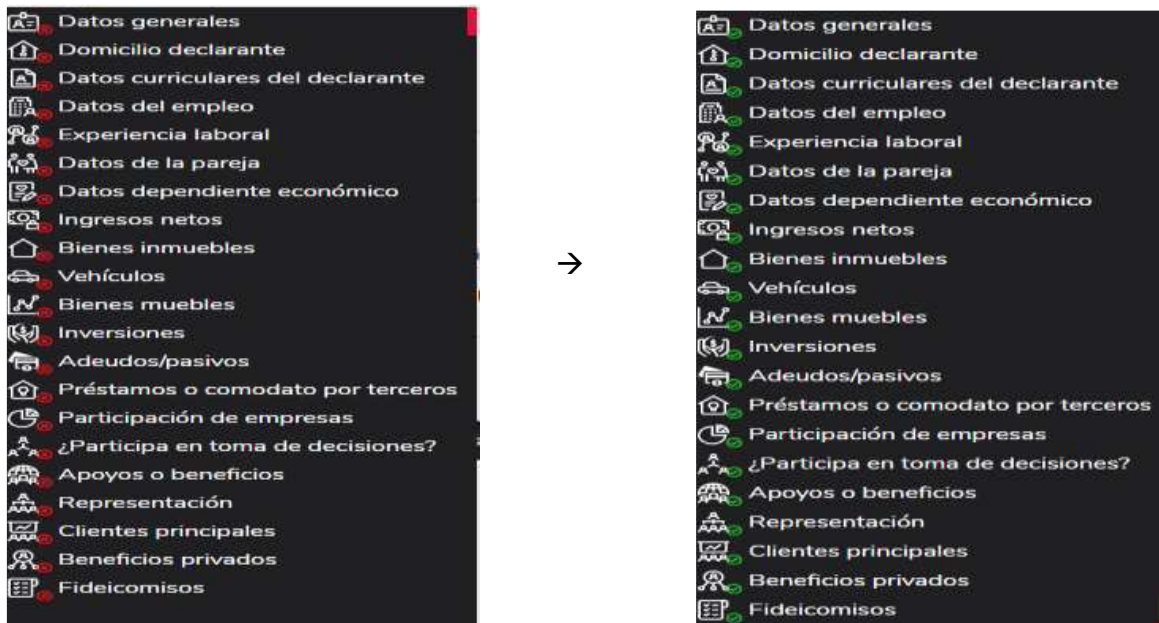 Datos generales
Domicilio declarante
Datos curriculares del declarante
Datos del empleo
Experiencia laboral
Datos de la pareja
Datos dependiente económico
Ingresos netos
Bienes inmuebles
Vehículos
Bienes muebles
Inversiones
Adeudos/pasivos
Préstamos o comodato por terceros
Participación de empresas
¿Participa en toma de decisiones?
Apoyos o beneficios
Representación
Clientes principales
Beneficios privados
Fideicomisos
→
Datos generales
Domicilio declarante
Datos curriculares del declarante
Datos del empleo
Experiencia laboral
Datos de la pareja
Datos dependiente económico
Ingresos netos
Bienes inmuebles
Vehículos
Bienes muebles
Inversiones
Adeudos/pasivos
Préstamos o comodato por terceros
Participación de empresas
¿Participa en toma de decisiones?
Apoyos o beneficios
Representación
Clientes principales
Beneficios privados
Fideicomisos